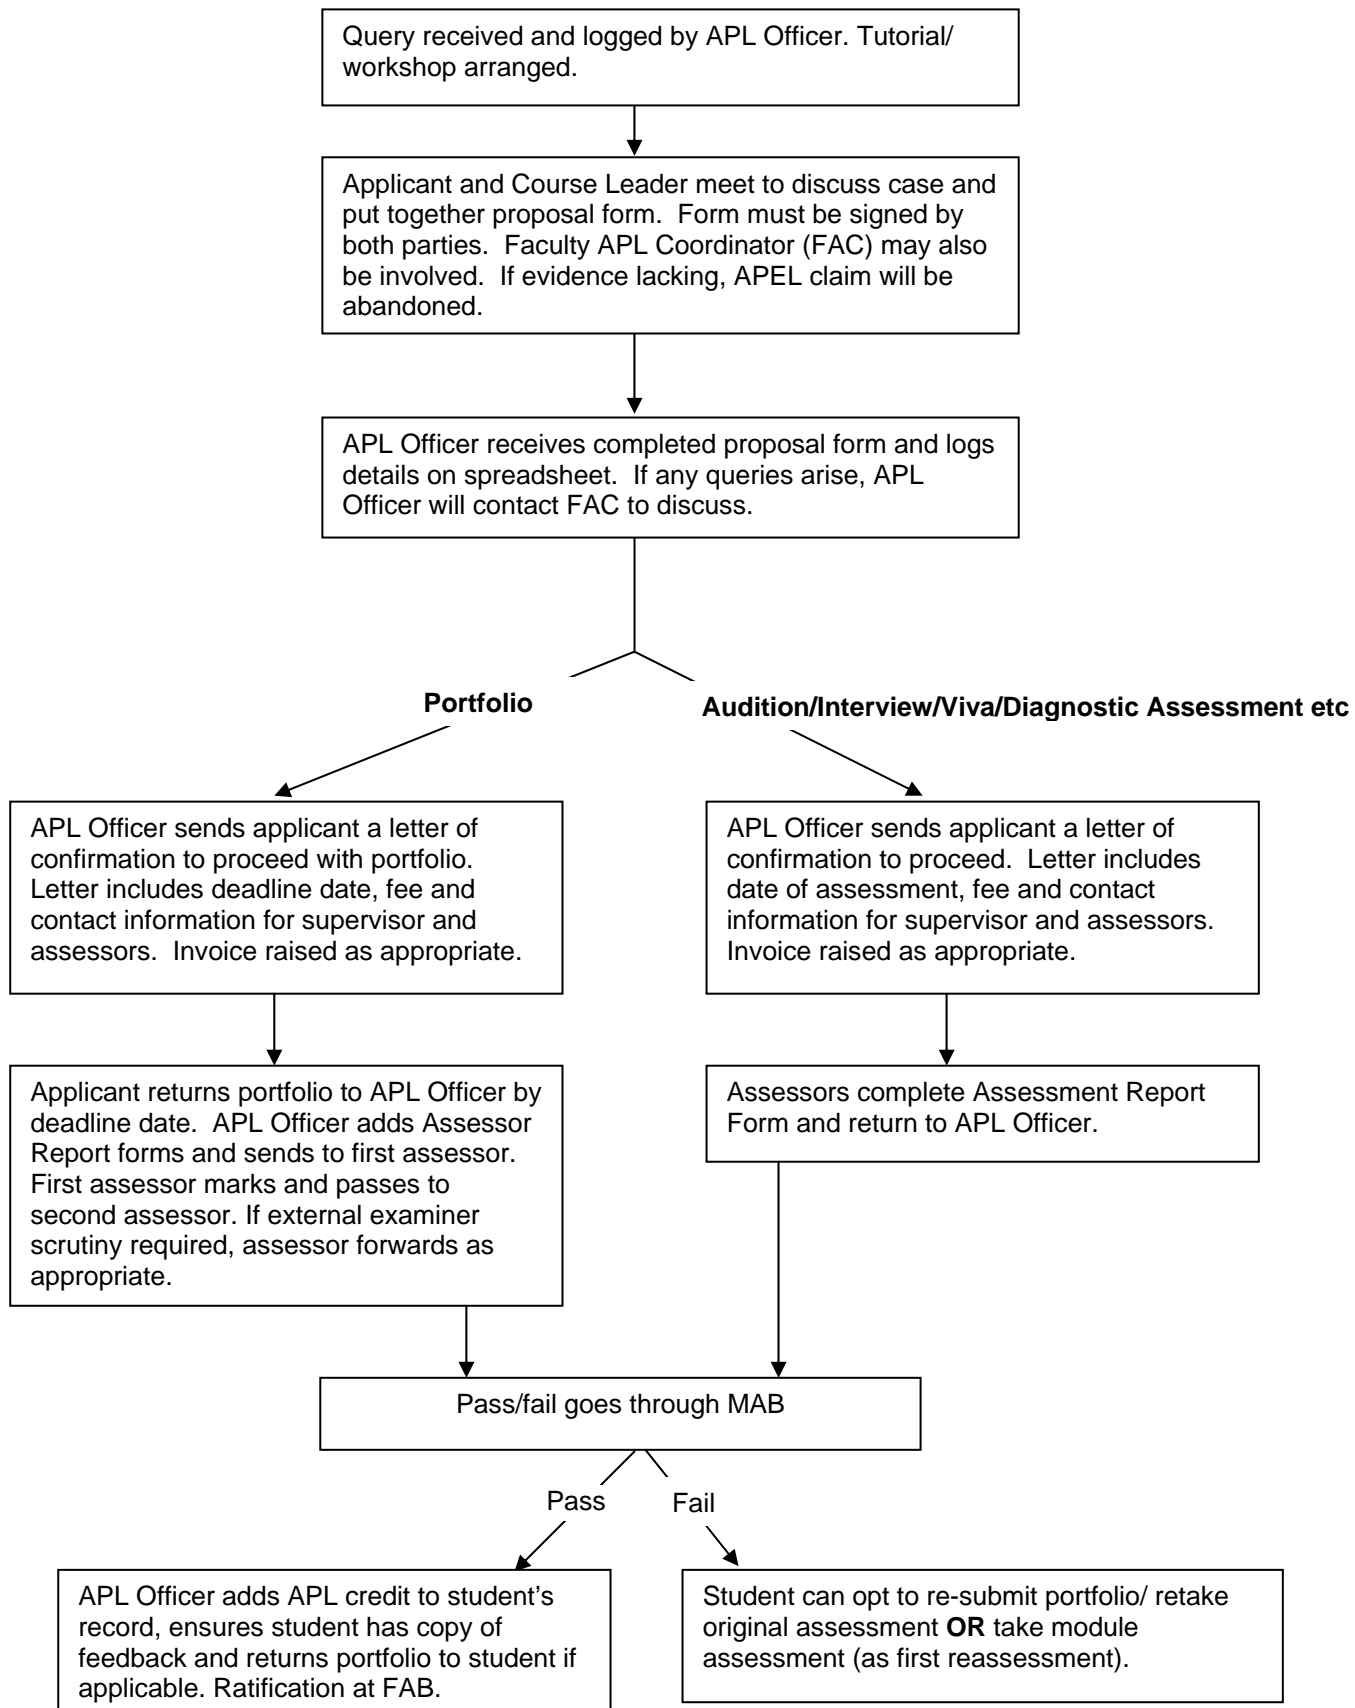 Query received and logged by APL Officer. Tutorial/
workshop arranged.
Applicant and Course Leader meet to discuss case and
put together proposal form.  Form must be signed by
both parties.  Faculty APL Coordinator (FAC) may also
be involved.  If evidence lacking, APEL claim will be
abandoned.
APL Officer receives completed proposal form and logs
details on spreadsheet.  If any queries arise, APL
Officer will contact FAC to discuss.
Portfolio
Audition/Interview/Viva/Diagnostic Assessment etc
APL Officer sends applicant a letter of
confirmation to proceed with portfolio.
Letter includes deadline date, fee and
contact information for supervisor and
assessors.  Invoice raised as appropriate.
APL Officer sends applicant a letter of
confirmation to proceed.  Letter includes
date of assessment, fee and contact
information for supervisor and assessors.
Invoice raised as appropriate.
Applicant returns portfolio to APL Officer by
deadline date.  APL Officer adds Assessor
Report forms and sends to first assessor.
First assessor marks and passes to
second assessor. If external examiner
scrutiny required, assessor forwards as
appropriate.
Assessors complete Assessment Report
Form and return to APL Officer.
Pass/fail goes through MAB
Pass
Fail
APL Officer adds APL credit to student’s
record, ensures student has copy of
feedback and returns portfolio to student if
applicable. Ratification at FAB.
Student can opt to re-submit portfolio/ retake
original assessment OR take module
assessment (as first reassessment).